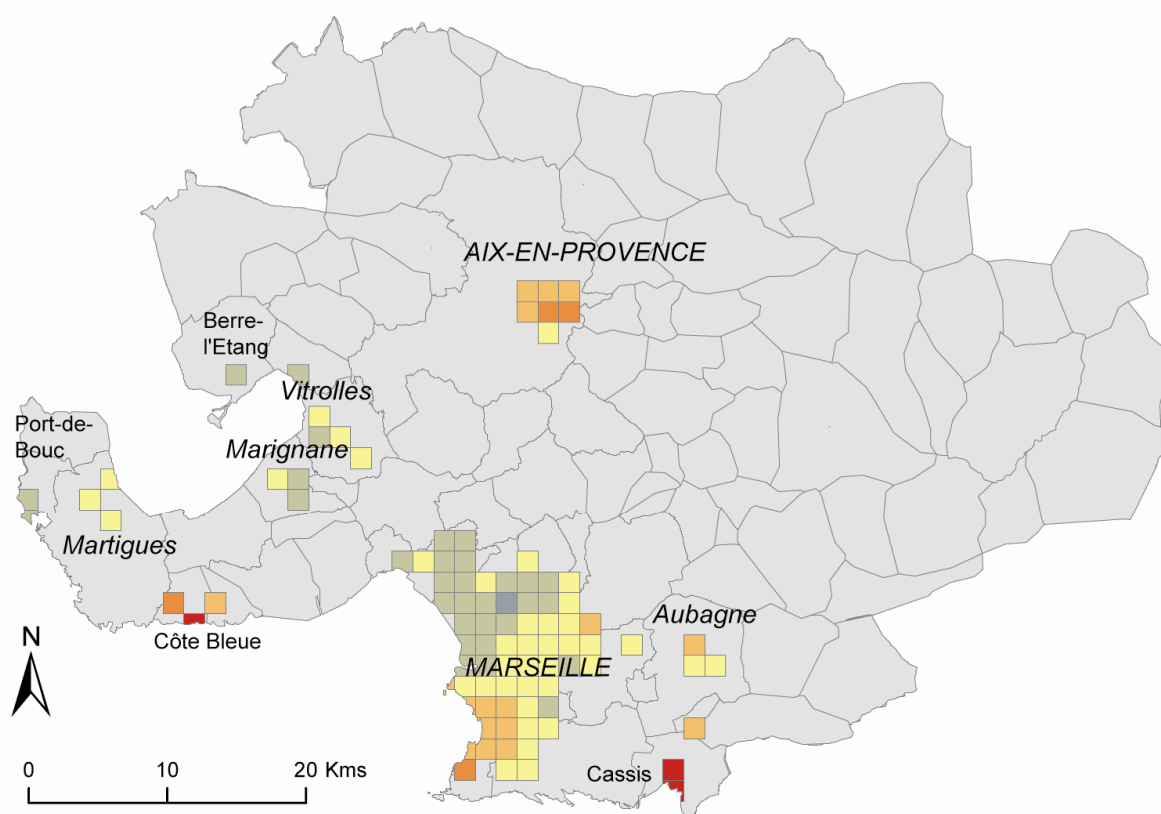 AIX-EN-PROVENCE
Berre-
l'Etang
Vitrolles
Port-de-
Bouc
Marignane
Martigues
Côte Bleue
Aubagne
MARSEILLE
Cassis
N
0 10 20 Kms